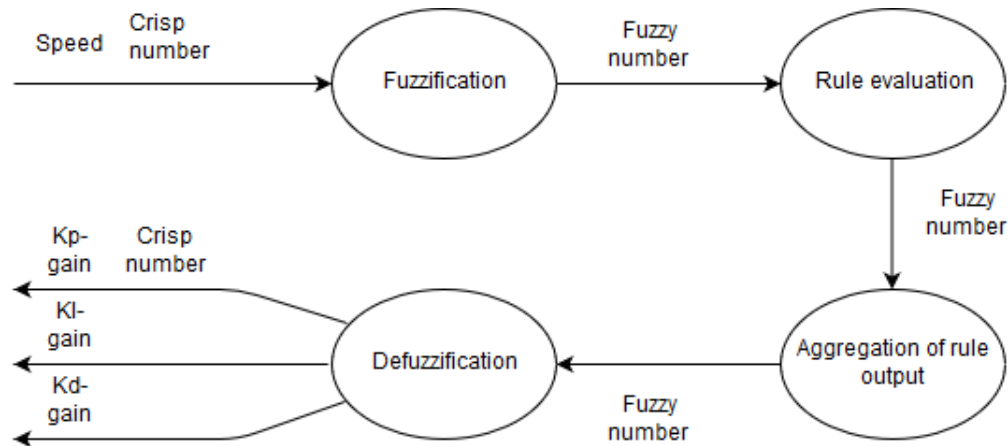 Speed
Crisp
number
Fuzzification
Fuzzy
number
Rule evaluation
Fuzzy
number
Kp-
gain
Crisp
number
KI-
gain
Kd-
gain
Defuzzification
Fuzzy
number
Aggregation of rule
output